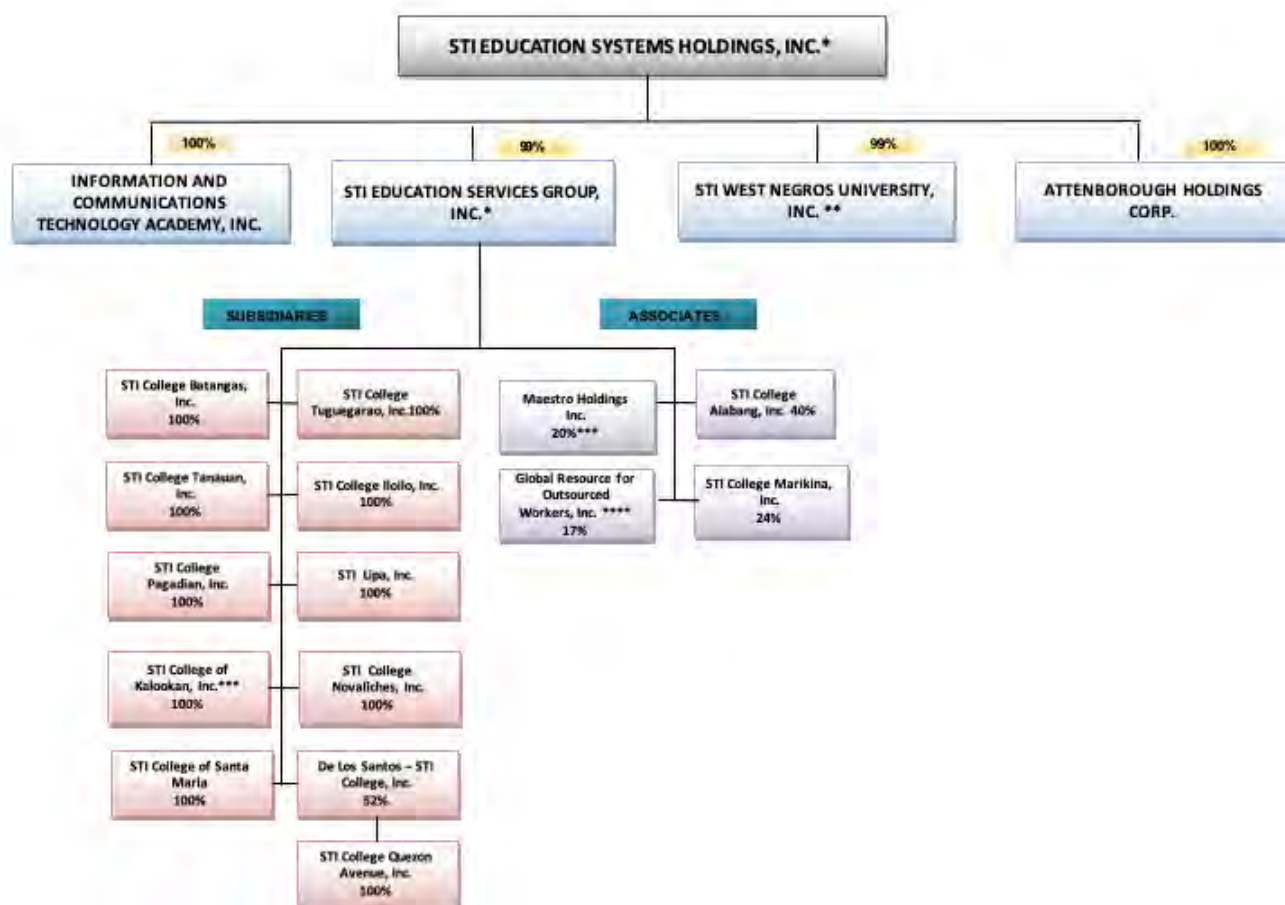 STI EDUCATION SYSTEMS HOLDINGS, INC.*
100%
99%
99%
100%
INFORMATION AND
COMMUNICATIONS
TECHNOLOGY ACADEMY, INC.
STI EDUCATION SERVICES GROUP,
INC.*
STI WEST NEGROS UNIVERSITY,
INC. **
ATTENBOROUGH HOLDINGS
CORP.
SUBSIDIARIES
ASSOCIATES
STI College Batangas,
Inc.
100%
STI College
Tuguegarao, Inc.100%
Maestro Holdings
Inc.
20%***
STI College
Alabang, Inc. 40%
STI College Tanauan,
Inc.
100%
STI College Iloilo, Inc.
100%
Global Resource for
Outsourced
Workers, Inc. ****
17%
STI College Marikina,
Inc.
24%
STI College
Pagadian, Inc.
100%
STI Lipa, Inc.
100%
STI College of
Kalookan, Inc.***
100%
STI College
Novaliches, Inc.
100%
STI College of Santa
Maria
100%
De Los Santos – STI
College, Inc.
52%
STI College Quezon
Avenue, Inc.
100%